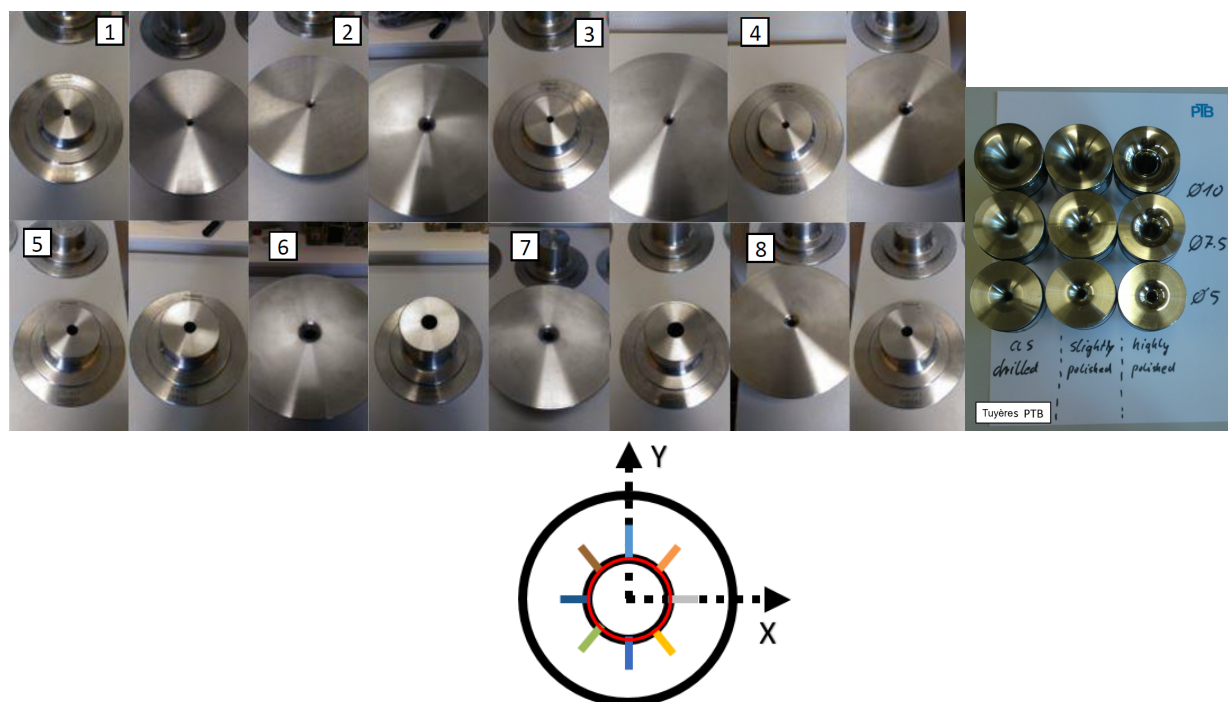 1
2
3
4
5
6
7
8
PTB
Ø10
Ø7.5
Ø5
as drilled
slightly polished
highly polished
Tuyères PTB
Y
X